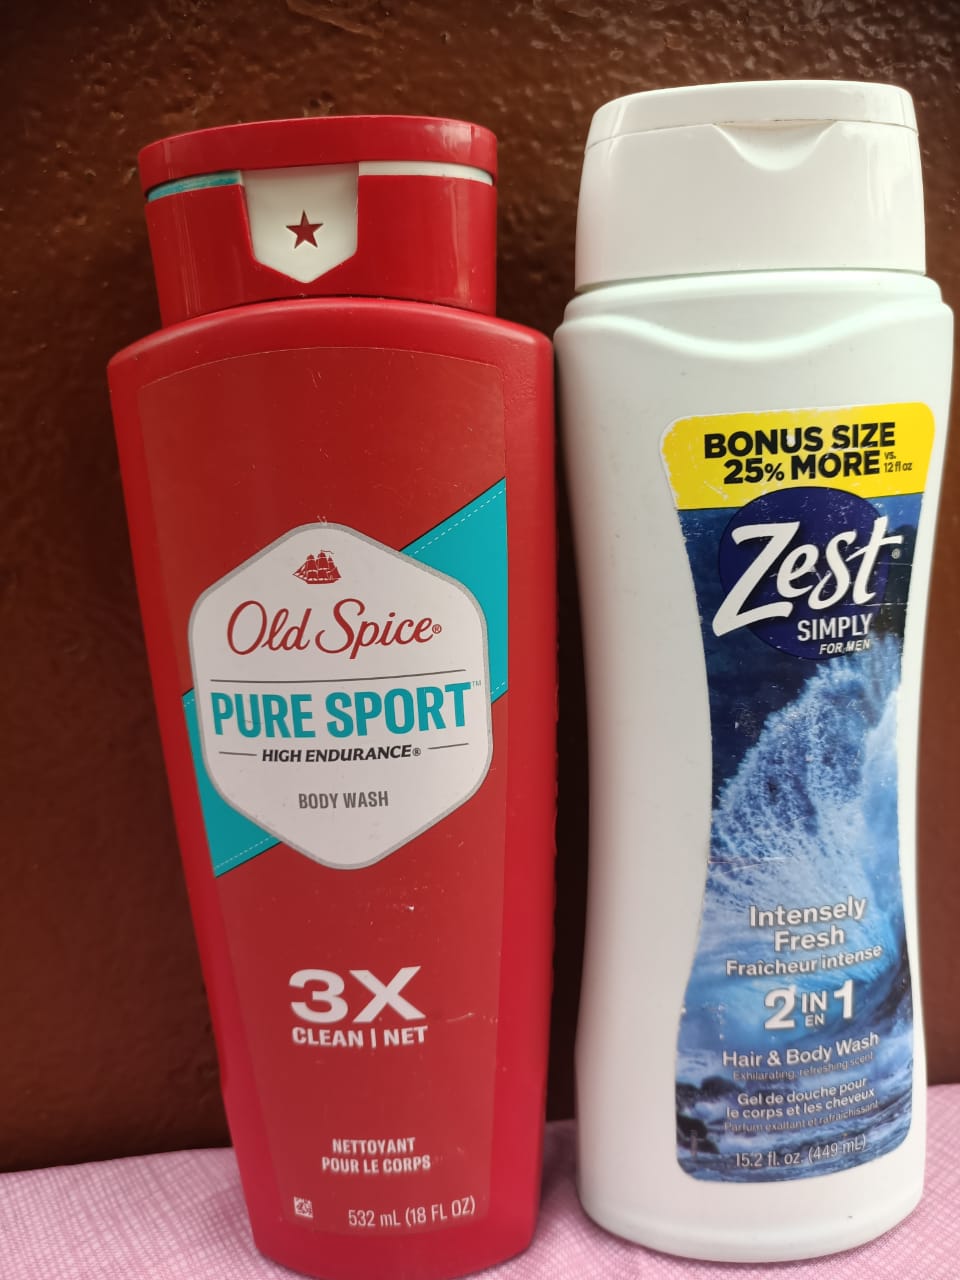 Old Spice®
PURE SPORT™
HIGH ENDURANCE®
BODY WASH
3X
CLEAN | NET
NETTOYANT
POUR LE CORPS
532 mL (18 FL OZ)
BONUS SIZE
25% MORE vs. 12 fl oz
Zest®
SIMPLY
FOR MEN
Intensely
Fresh
Fraîcheur intense
2 IN EN 1
Hair & Body Wash
Exhilarating, refreshing scent
Gel de douche pour
le corps et les cheveux
Parfum exaltant et rafraîchissant
15.2 fl. oz. (449 mL)